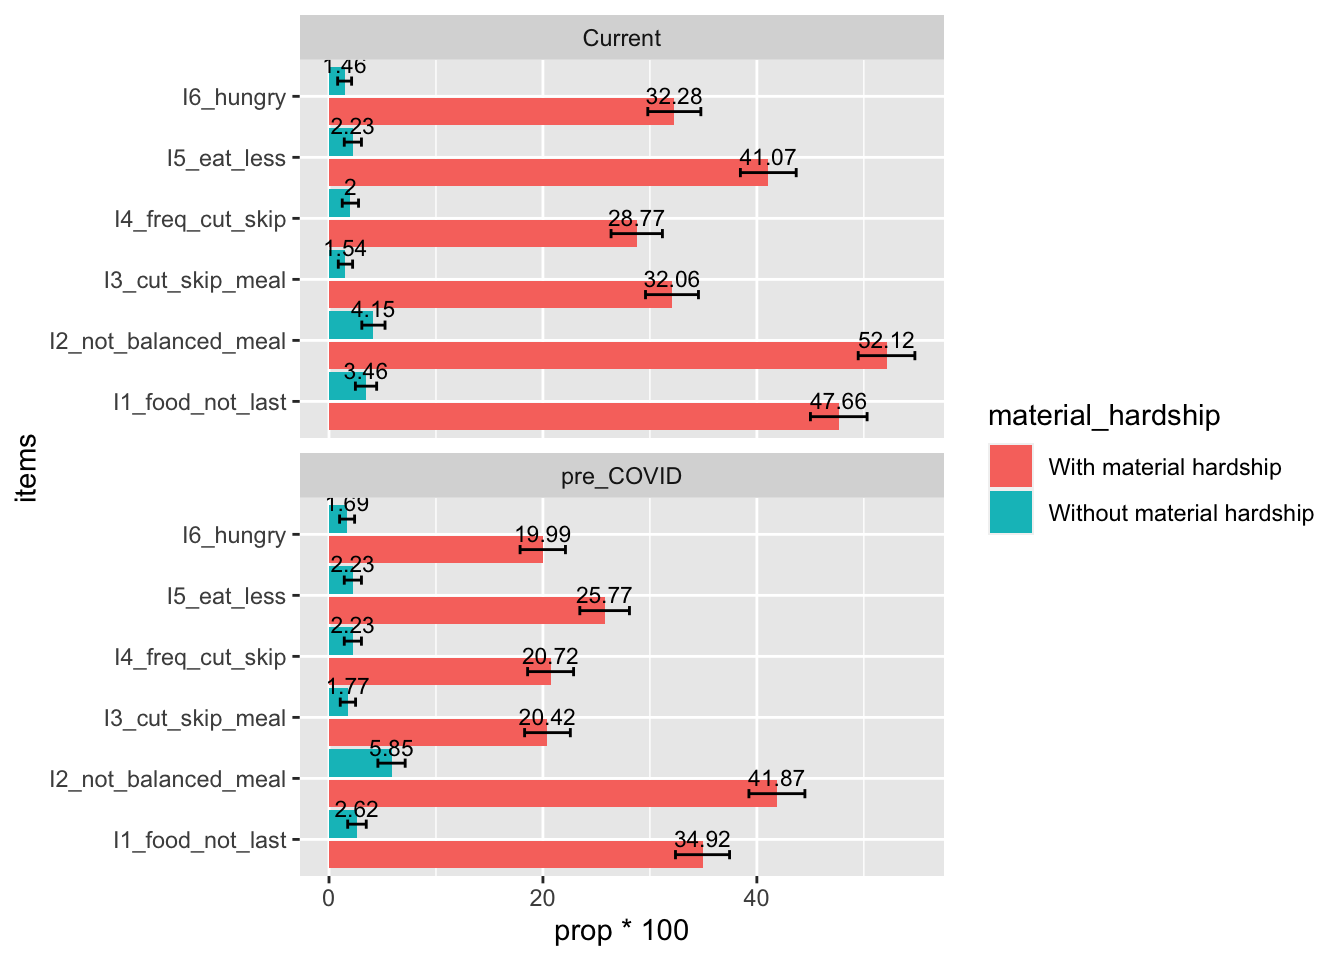 Current
1.46
I6_hungry
32.28
2.23
I5_eat_less
41.07
2
I4_freq_cut_skip
28.77
1.54
I3_cut_skip_meal
32.06
4.15
I2_not_balanced_meal
52.12
3.46
I1_food_not_last
47.66
items
pre_COVID
1.69
I6_hungry
19.99
2.23
I5_eat_less
25.77
2.23
I4_freq_cut_skip
20.72
1.77
I3_cut_skip_meal
20.42
5.85
I2_not_balanced_meal
41.87
2.62
I1_food_not_last
34.92
0 20 40
prop * 100
material_hardship
With material hardship
Without material hardship